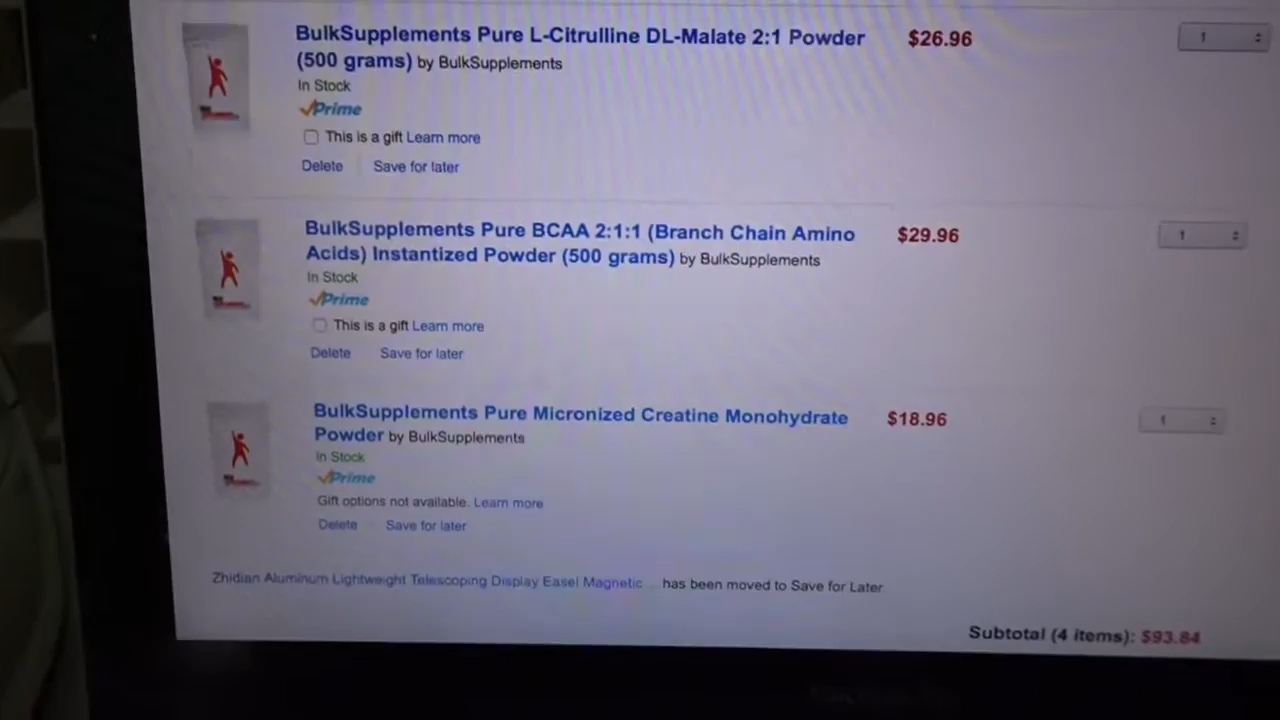 BulkSupplements Pure L-Citrulline DL-Malate 2:1 Powder $26.96 1
(500 grams) by BulkSupplements
In Stock
Prime
This is a gift Learn more
Delete Save for later
BulkSupplements Pure BCAA 2:1:1 (Branch Chain Amino $29.96 1
Acids) Instantized Powder (500 grams) by BulkSupplements
In Stock
Prime
This is a gift Learn more
Delete Save for later
BulkSupplements Pure Micronized Creatine Monohydrate $18.96 1
Powder by BulkSupplements
In Stock
Prime
Gift options not available. Learn more
Delete Save for later
Zhidian Aluminum Lightweight Telescoping Display Easel Magnetic ... has been moved to Save for Later
Subtotal (4 items): $93.84